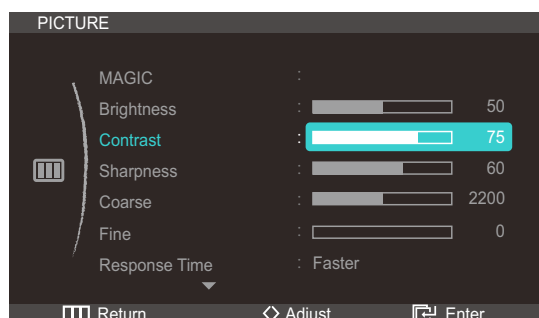 PICTURE
MAGIC :
Brightness : 50
Contrast : 75
Sharpness : 60
Coarse : 2200
Fine : 0
Response Time : Faster
Return Adjust Enter